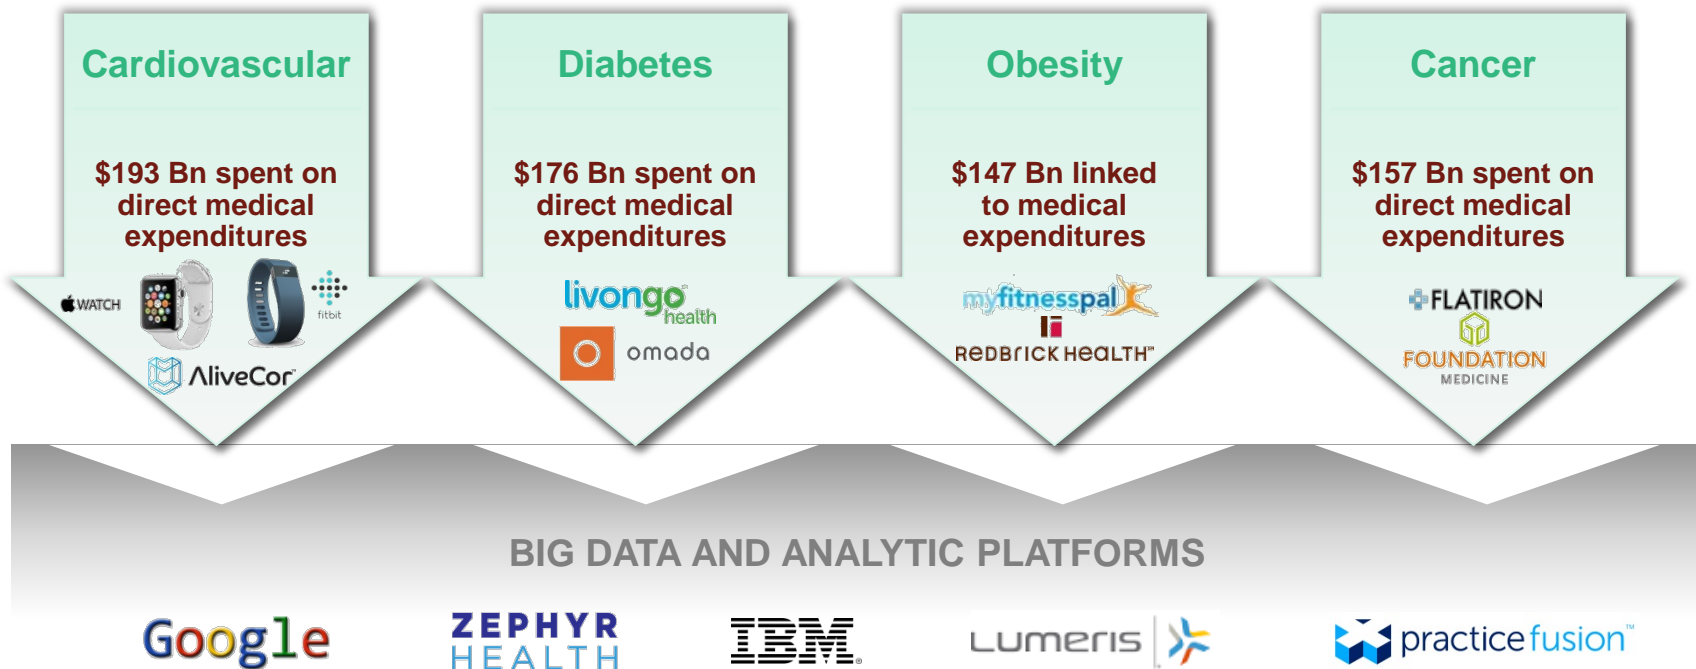 Cardiovascular
$193 Bn spent on
direct medical
expenditures
WATCH
fitbit
AliveCor
Diabetes
$176 Bn spent on
direct medical
expenditures
livongo
health
omada
Obesity
$147 Bn linked
to medical
expenditures
myfitnesspal
REDBRICK HEALTH
Cancer
$157 Bn spent on
direct medical
expenditures
FLATIRON
FOUNDATION
MEDICINE
BIG DATA AND ANALYTIC PLATFORMS
Google
ZEPHYR
HEALTH
IBM
Lumeris
practice fusion™